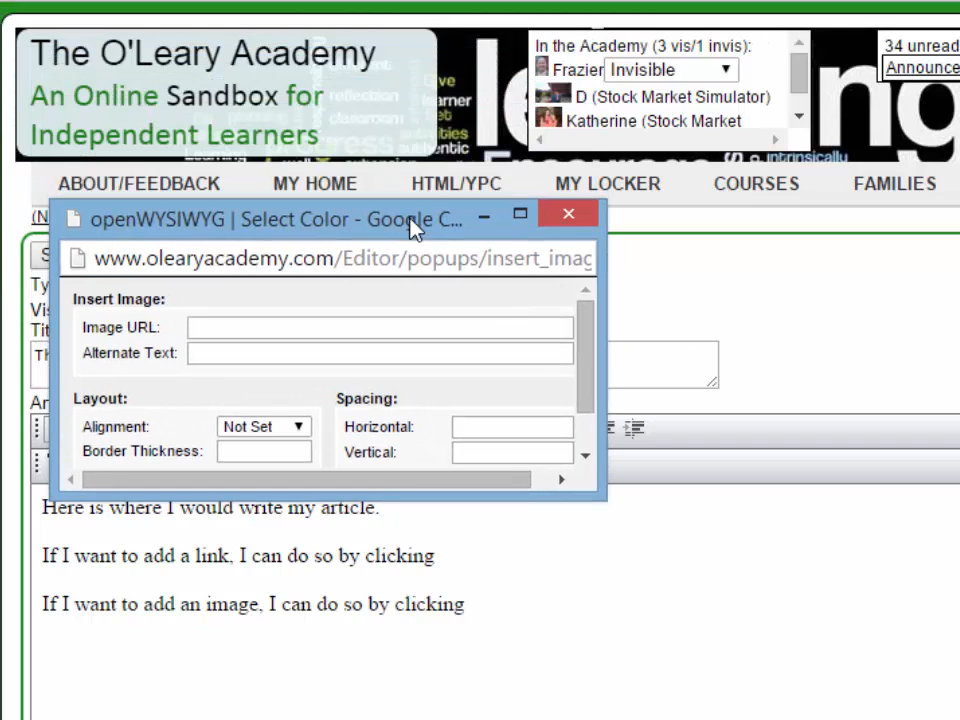 The O'Leary Academy
An Online Sandbox for
Independent Learners
In the Academy (3 vis/1 invis):
Frazier Invisible
D (Stock Market Simulator)
Katherine (Stock Market
34 unread
Announce
ABOUT/FEEDBACK MY HOME HTML/YPC MY LOCKER COURSES FAMILIES
openWYSIWYG | Select Color - Google C...
www.olearyacademy.com/Editor/popups/insert_imag
Insert Image:
Image URL:
Alternate Text:
Layout: Spacing:
Alignment: Not Set Horizontal:
Border Thickness: Vertical:
Here is where I would write my article.
If I want to add a link, I can do so by clicking
If I want to add an image, I can do so by clicking